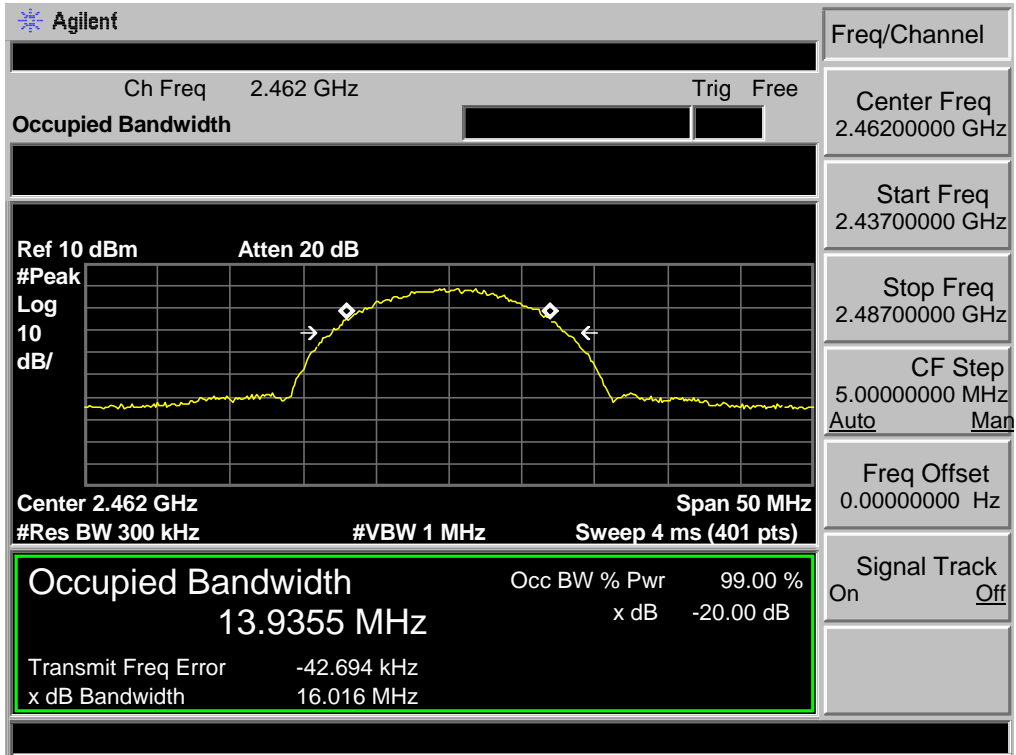 Agilent
Freq/Channel
Ch Freq 2.462 GHz
Trig Free
Occupied Bandwidth
Center Freq
2.46200000 GHz
Start Freq
2.43700000 GHz
Stop Freq
2.48700000 GHz
CF Step
5.00000000 MHz
Auto Man
Freq Offset
0.00000000 Hz
Signal Track
On Off
Ref 10 dBm
Atten 20 dB
#Peak
Log
10
dB/
Center 2.462 GHz
Span 50 MHz
#Res BW 300 kHz
#VBW 1 MHz
Sweep 4 ms (401 pts)
Occupied Bandwidth
13.9355 MHz
Occ BW % Pwr 99.00 %
x dB -20.00 dB
Transmit Freq Error -42.694 kHz
x dB Bandwidth 16.016 MHz